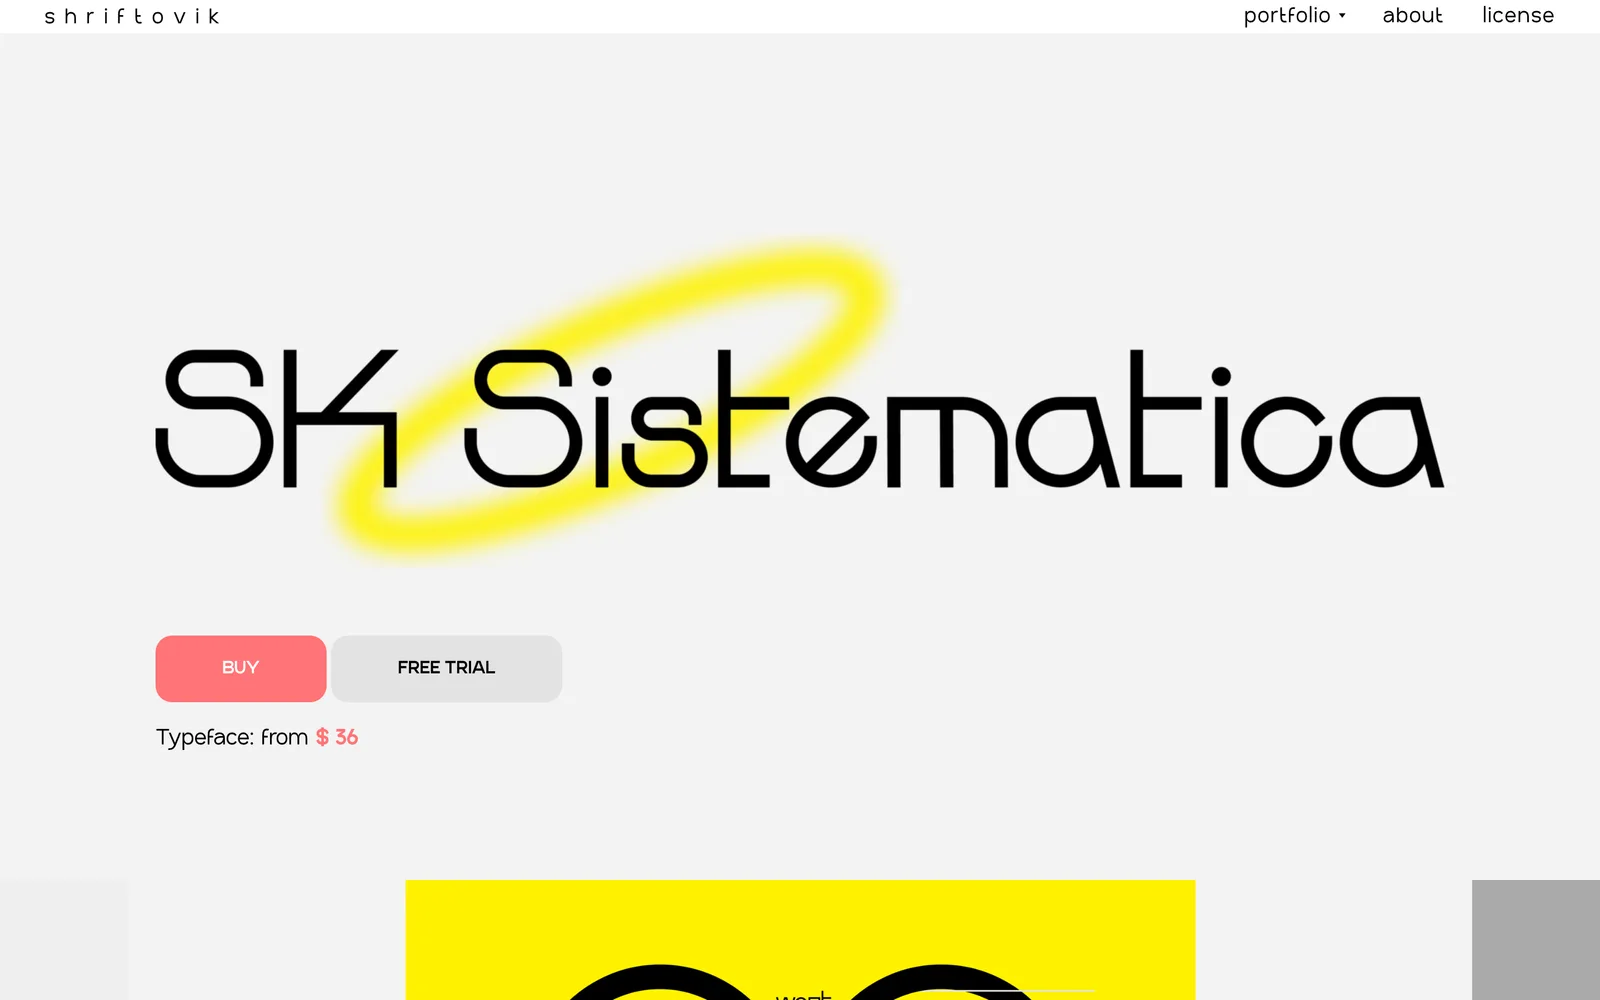 shriftovik
portfolio ▾
about
license
SK Sistematica
BUY
FREE TRIAL
Typeface: from $ 36